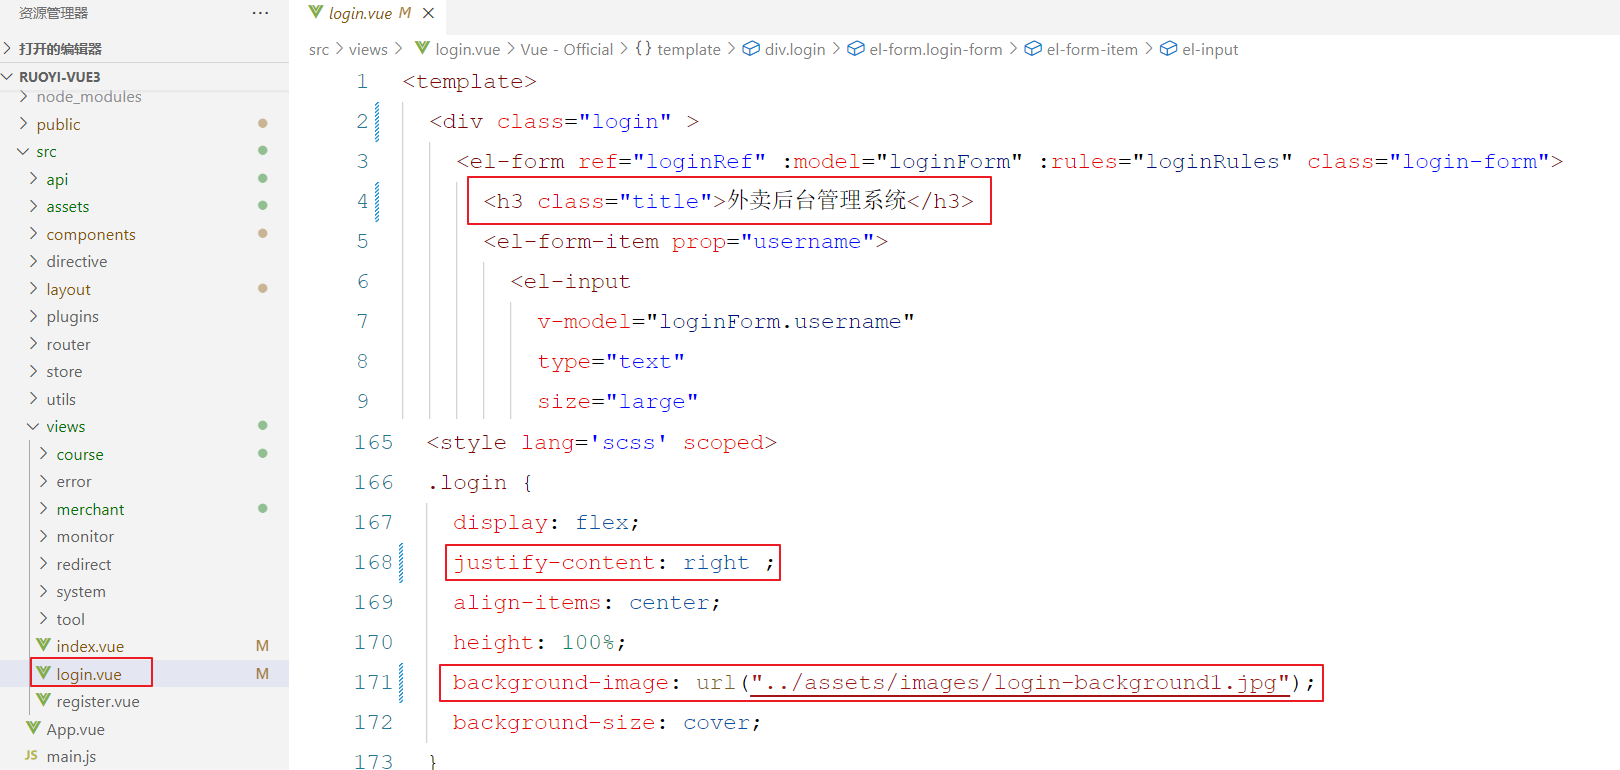 资源管理器 ···
打开的编辑器
RUOYI-VUE3
node_modules
public
src
api
assets
components
directive
layout
plugins
router
store
utils
views
course
error
merchant
monitor
redirect
system
tool
index.vue M
login.vue M
register.vue
App.vue
JS main.js
login.vue M
src > views > login.vue > Vue - Official > {} template > div.login > el-form.login-form > el-form-item > el-input
1 <template>
2 <div class="login" >
3 <el-form ref="loginRef" :model="loginForm" :rules="loginRules" class="login-form">
4 <h3 class="title">外卖后台管理系统</h3>
5 <el-form-item prop="username">
6 <el-input
7 v-model="loginForm.username"
8 type="text"
9 size="large"
165 <style lang='scss' scoped>
166 .login {
167 display: flex;
168 justify-content: right ;
169 align-items: center;
170 height: 100%;
171 background-image: url("../assets/images/login-background1.jpg");
172 background-size: cover;
173 }